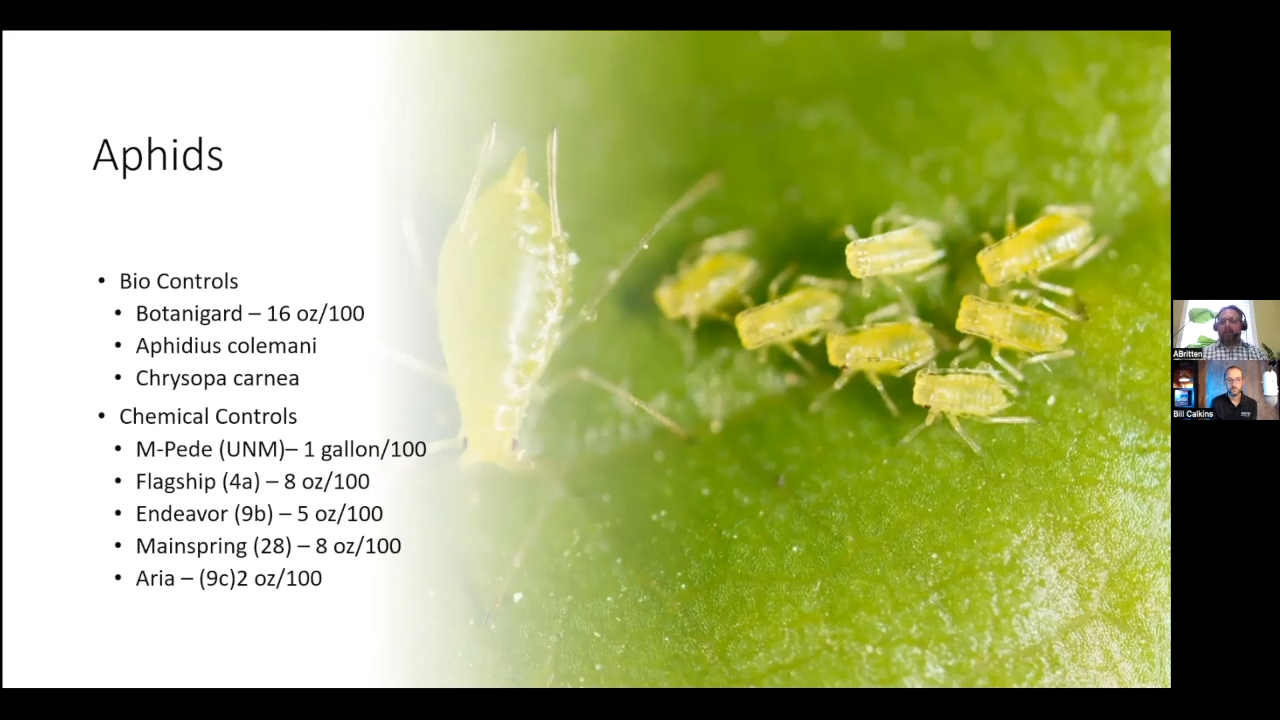 Aphids
• Bio Controls
• Botanigard – 16 oz/100
• Aphidius colemani
• Chrysopa carnea
• Chemical Controls
• M-Pede (UNM)– 1 gallon/100
• Flagship (4a) – 8 oz/100
• Endeavor (9b) – 5 oz/100
• Mainspring (28) – 8 oz/100
• Aria – (9c)2 oz/100
ABritten
Bill Calkins